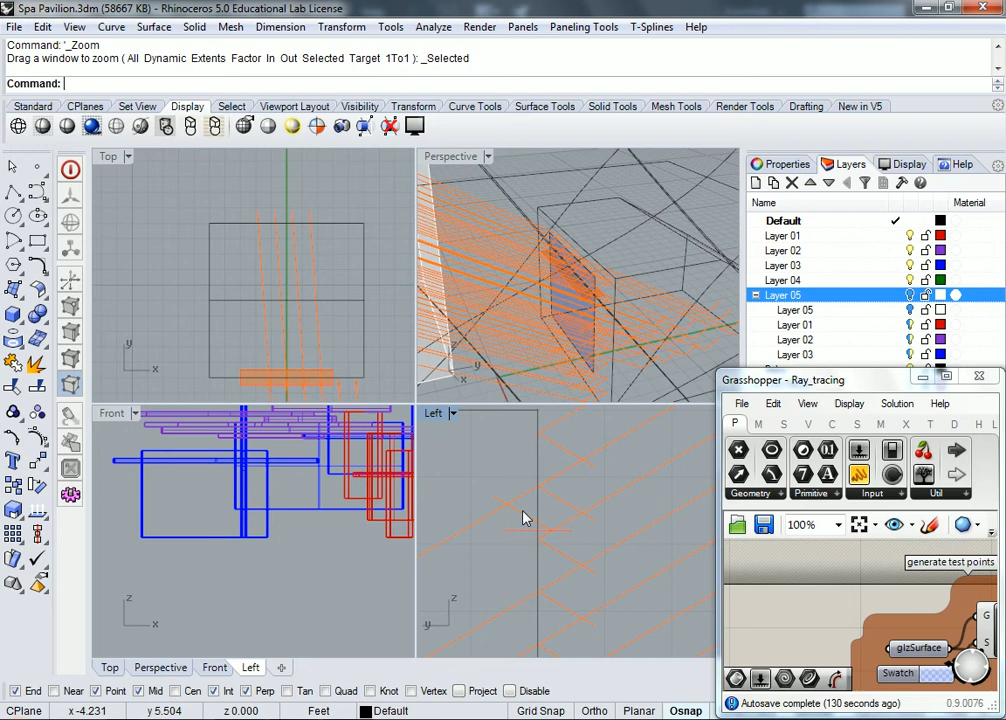 Spa Pavilion.3dm (58667 KB) - Rhinoceros 5.0 Educational Lab License
File Edit View Curve Surface Solid Mesh Dimension Transform Tools Analyze Render Panels Paneling Tools T-Splines Help
Command: '_Zoom
Drag a window to zoom ( All Dynamic Extents Factor In Out Selected Target 1To1 ): _Selected
Command:
Standard CPlanes Set View Display Select Viewport Layout Visibility Transform Curve Tools Surface Tools Solid Tools Mesh Tools Render Tools Drafting New in V5
Top
Perspective
Properties Layers Display Help
Name Material
Default
Layer 01
Layer 02
Layer 03
Layer 04
Layer 05
Layer 05
Layer 01
Layer 02
Layer 03
y x
z x y
Front
Left
z x
z y
Grasshopper - Ray_tracing
File Edit View Display Solution Help
P M S V C S M X T D H L
Geometry Primitive Input Util
100%
generate test points
G
S
glzSurface
Swatch
Autosave complete (130 seconds ago) 0.9.0076
Top Perspective Front Left
End Near Point Mid Cen Int Perp Tan Quad Knot Vertex Project Disable
CPlane x -4.231 y 5.504 z 0.000 Feet Default Grid Snap Ortho Planar Osnap